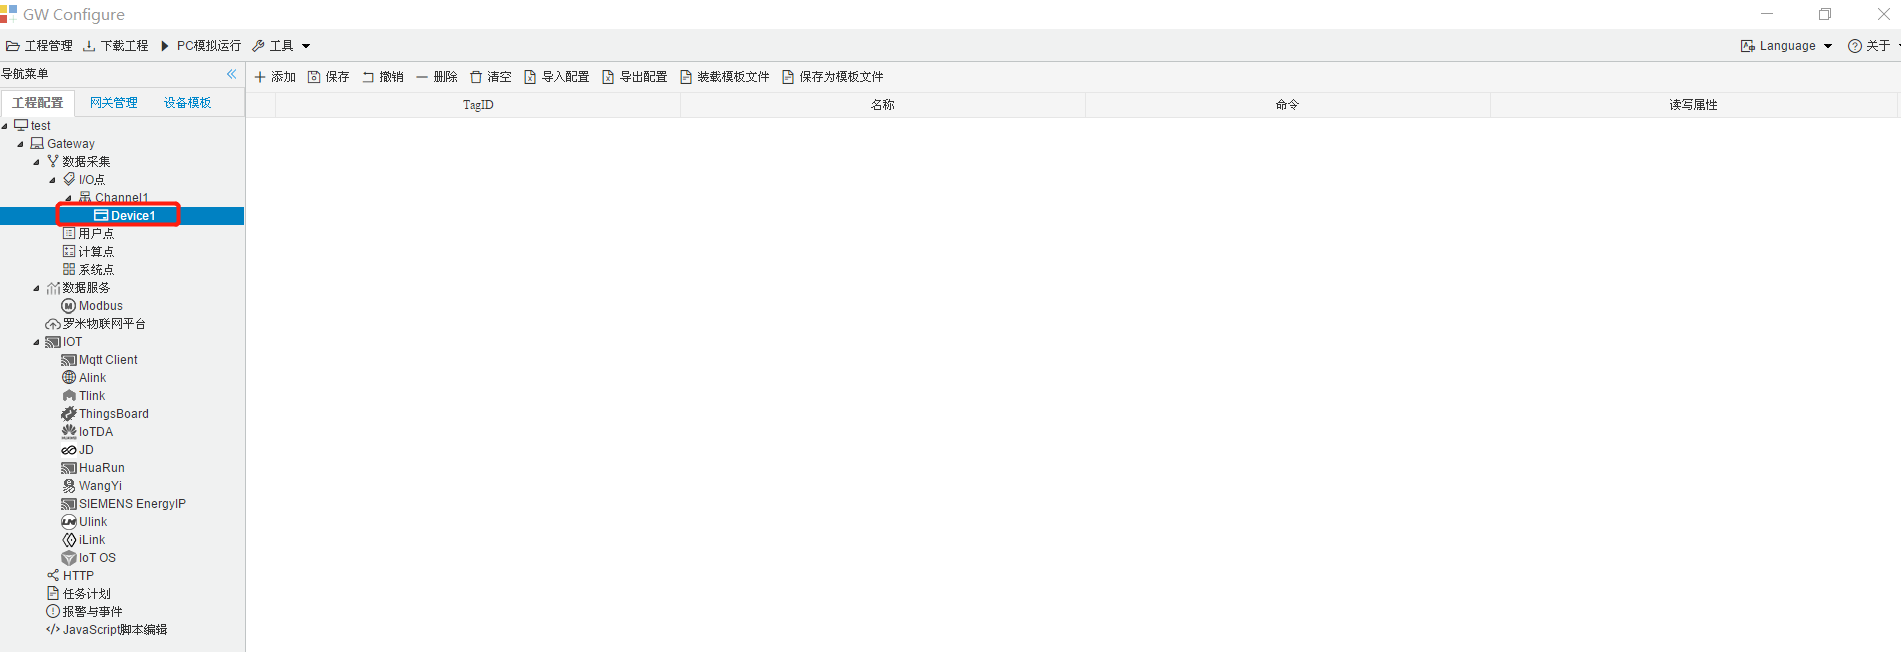 GW Configure
工程管理 下载工程 PC模拟运行 工具 Language 关于
导航菜单
添加 保存 撤销 删除 清空 导入配置 导出配置 装载模板文件 保存为模板文件
工程配置 网关管理 设备模板
TagID 名称 命令 读写属性
test
Gateway
数据采集
I/O点
Channel1
Device1
用户点
计算点
系统点
数据服务
Modbus
罗米物联网平台
IOT
Mqtt Client
Alink
Tlink
ThingsBoard
IoTDA
JD
HuaRun
WangYi
SIEMENS EnergyIP
Ulink
iLink
IoT OS
HTTP
任务计划
报警与事件
JavaScript脚本编辑